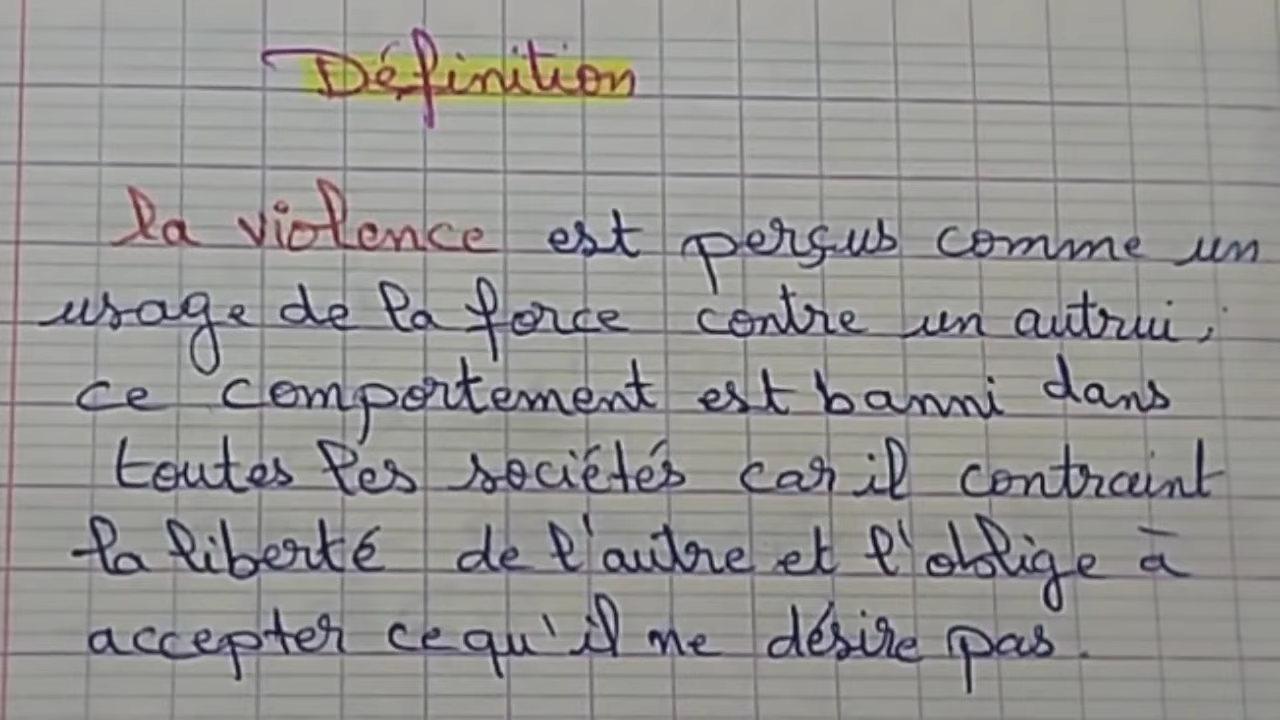 Définition
la violence est perçus comme un
usage de la force contre un autrui,
ce comportement est banni dans
toutes les sociétés car il contraint
la liberté de l'autre et l'oblige à
accepter ce qu'il ne désire pas.